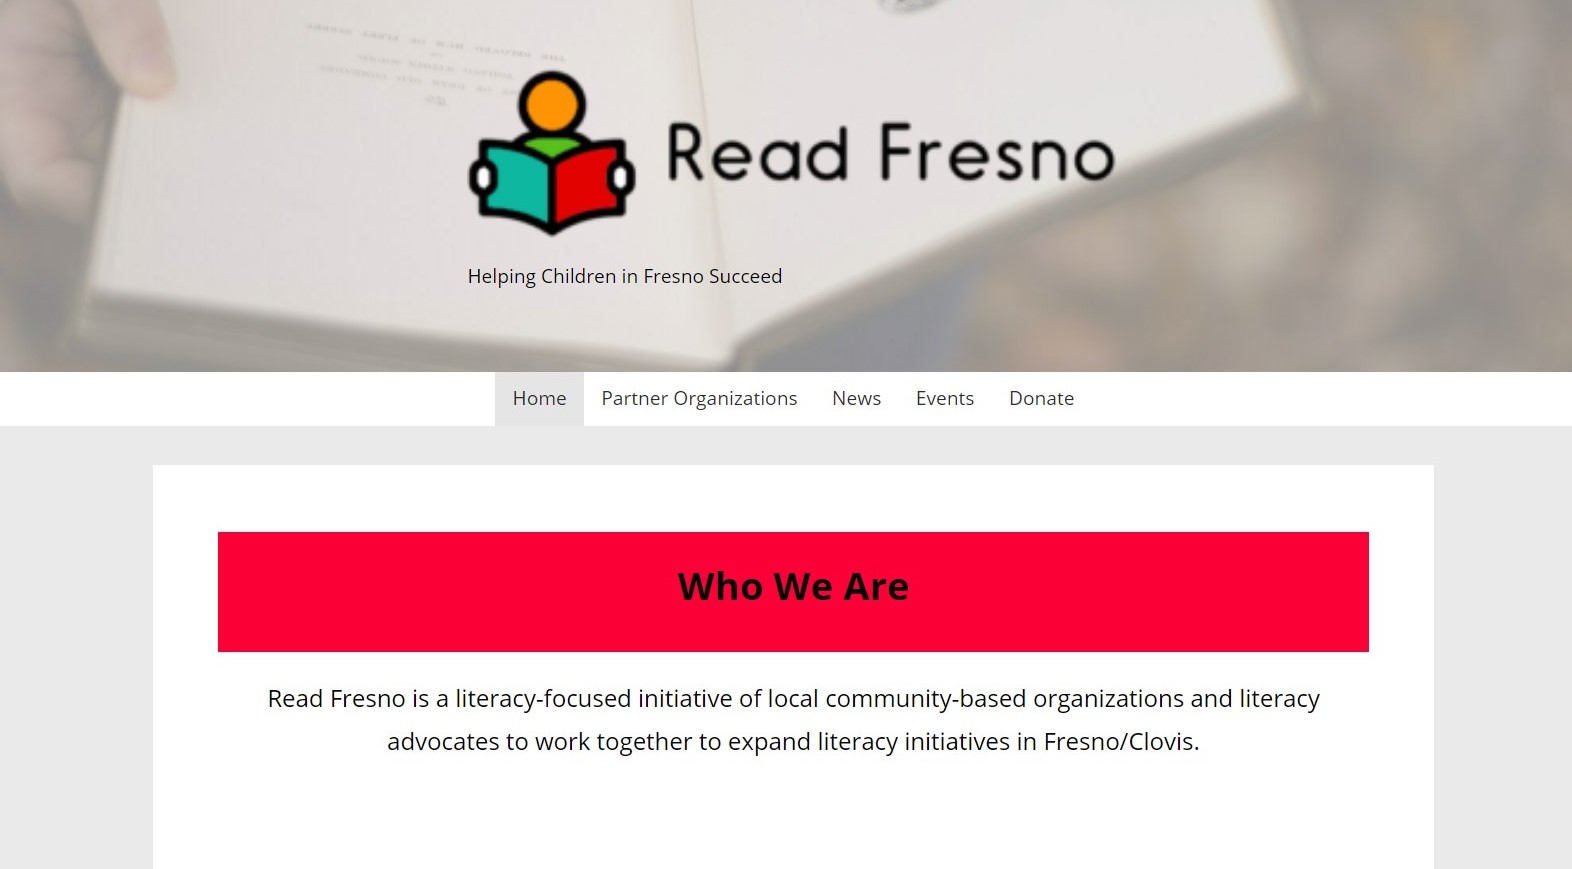 Read Fresno
Helping Children in Fresno Succeed
Home
Partner Organizations
News
Events
Donate
Who We Are
Read Fresno is a literacy-focused initiative of local community-based organizations and literacy
advocates to work together to expand literacy initiatives in Fresno/Clovis.